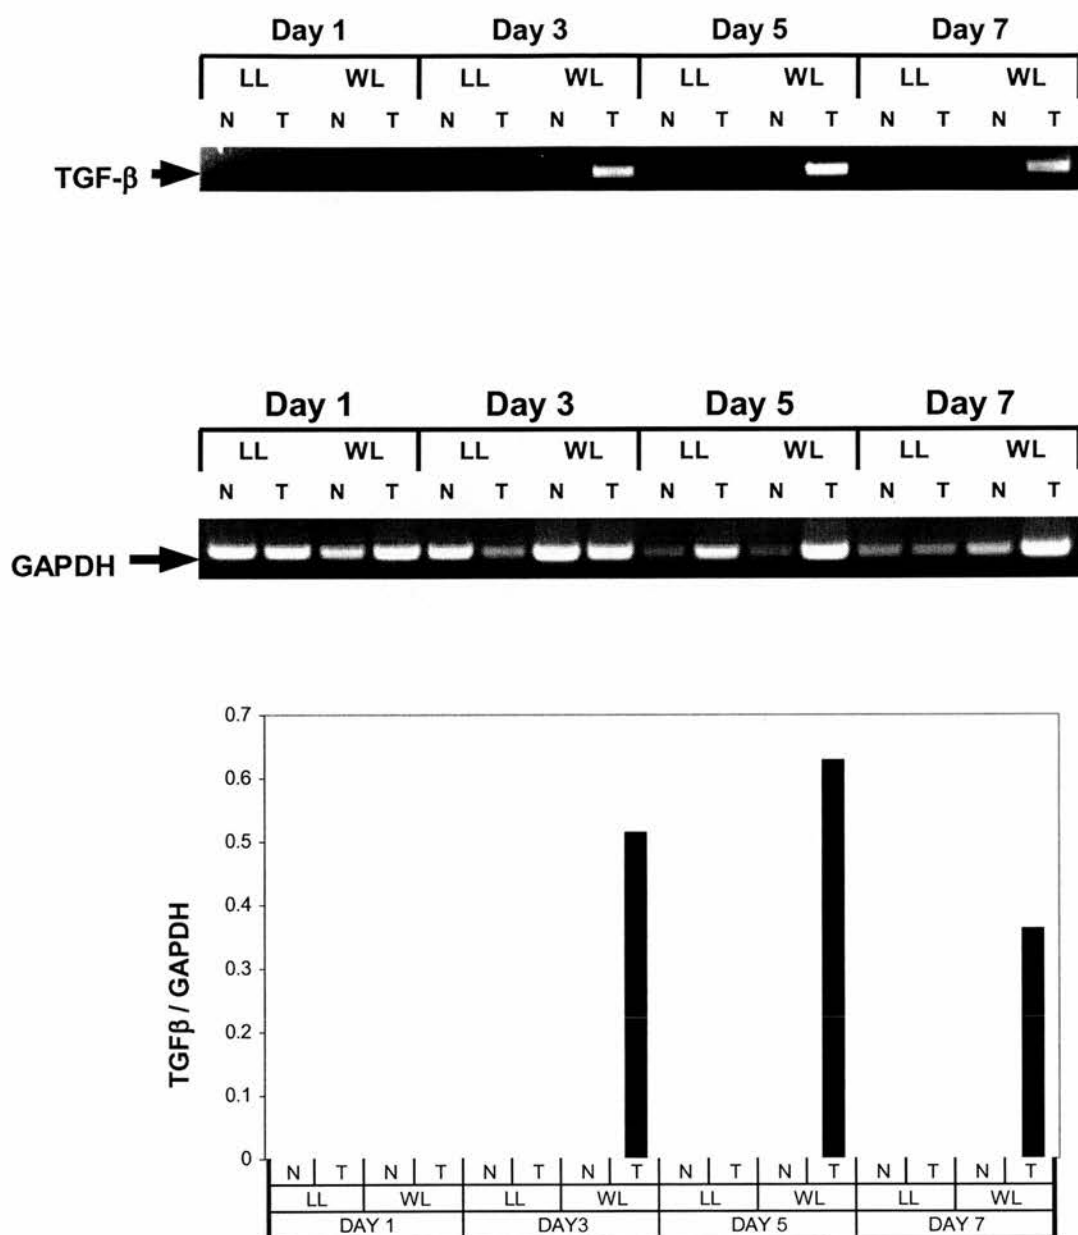 Day 1 Day 3 Day 5 Day 7
LL WL LL WL LL WL LL WL
N T N T N T N T N T N T N T N T
TGF-β
Day 1 Day 3 Day 5 Day 7
LL WL LL WL LL WL LL WL
N T N T N T N T N T N T N T N T
GAPDH
TGFβ / GAPDH
0.7
0.6
0.5
0.4
0.3
0.2
0.1
0
N T N T N T N T N T N T N T N T
LL WL LL WL LL WL LL WL
DAY 1 DAY3 DAY 5 DAY 7